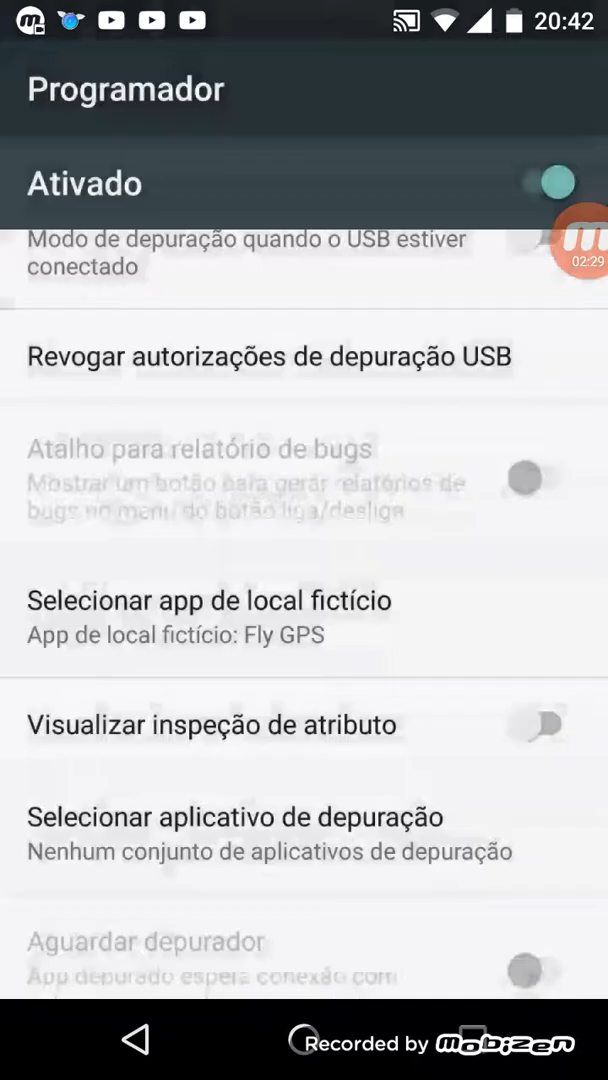 20:42
Programador
Ativado
Modo de depuração quando o USB estiver
conectado
02:29
Revogar autorizações de depuração USB
Atalho para relatório de bugs
Mostrar um botão para gerar relatórios de
bugs no menu do botão liga/desliga
Selecionar app de local fictício
App de local fictício: Fly GPS
Visualizar inspeção de atributo
Selecionar aplicativo de depuração
Nenhum conjunto de aplicativos de depuração
Aguardar depurador
App depurado espera conexão com
Recorded by mobizen